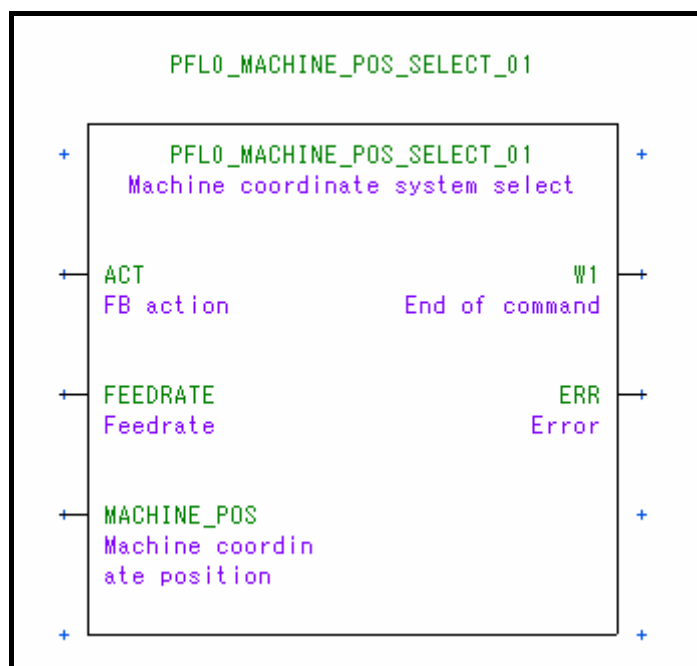 PFL0_MACHINE_POS_SELECT_01
PFL0_MACHINE_POS_SELECT_01
Machine coordinate system select
ACT
W1
FB action
End of command
FEEDRATE
ERR
Feedrate
Error
MACHINE_POS
Machine coordin
ate position